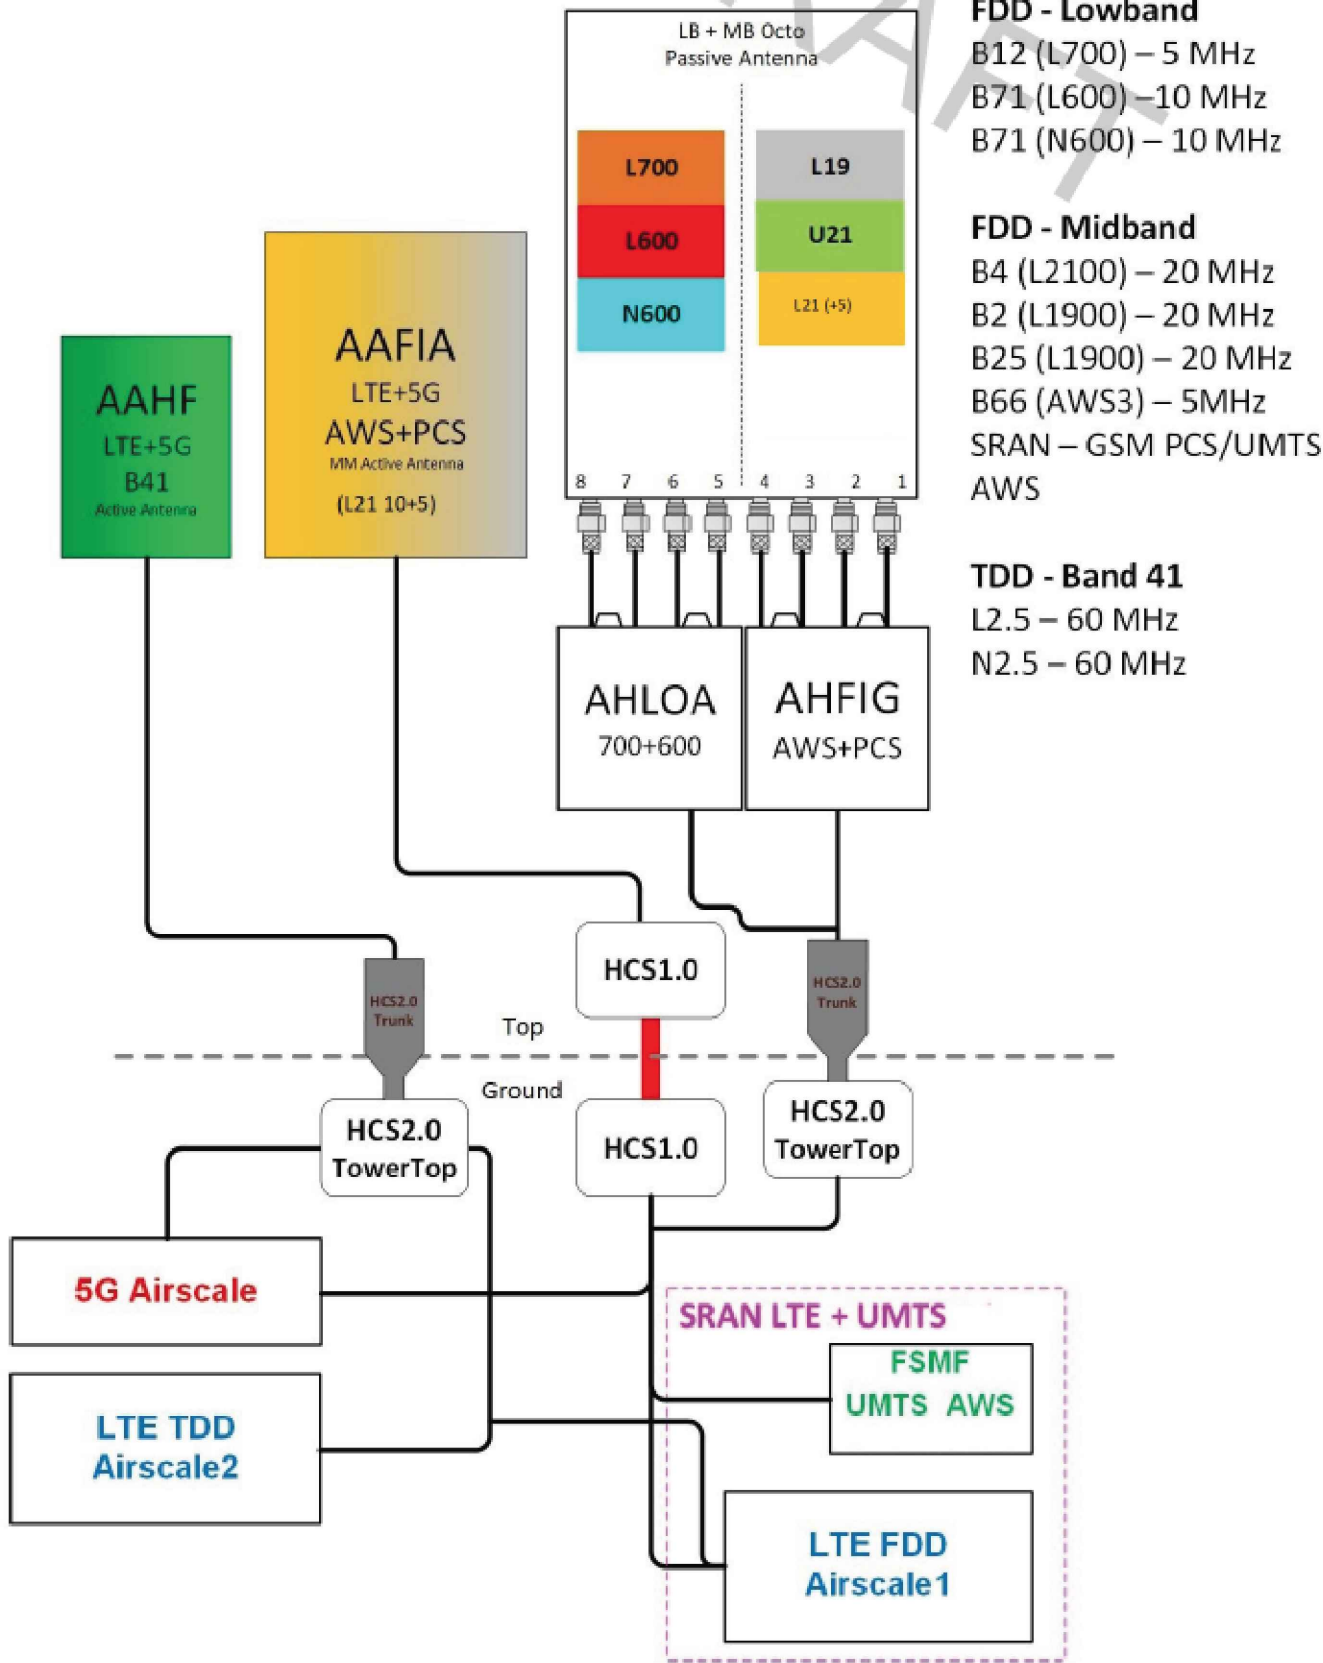 LB + MB Octo
Passive Antenna
L700
L600
N600
L19
U21
L21 (+5)
8 7 6 5 4 3 2 1
FDD - Lowband
B12 (L700) – 5 MHz
B71 (L600) –10 MHz
B71 (N600) – 10 MHz
FDD - Midband
B4 (L2100) – 20 MHz
B2 (L1900) – 20 MHz
B25 (L1900) – 20 MHz
B66 (AWS3) – 5MHz
SRAN – GSM PCS/UMTS
AWS
TDD - Band 41
L2.5 – 60 MHz
N2.5 – 60 MHz
AAHF
LTE+5G
B41
Active Antenna
AAFIA
LTE+5G
AWS+PCS
MM Active Antenna
(L21 10+5)
AHLOA
700+600
AHFIG
AWS+PCS
HCS2.0
Trunk
HCS1.0
HCS2.0
Trunk
Top
Ground
HCS2.0
TowerTop
HCS1.0
HCS2.0
TowerTop
5G Airscale
LTE TDD
Airscale2
SRAN LTE + UMTS
FSMF
UMTS AWS
LTE FDD
Airscale1